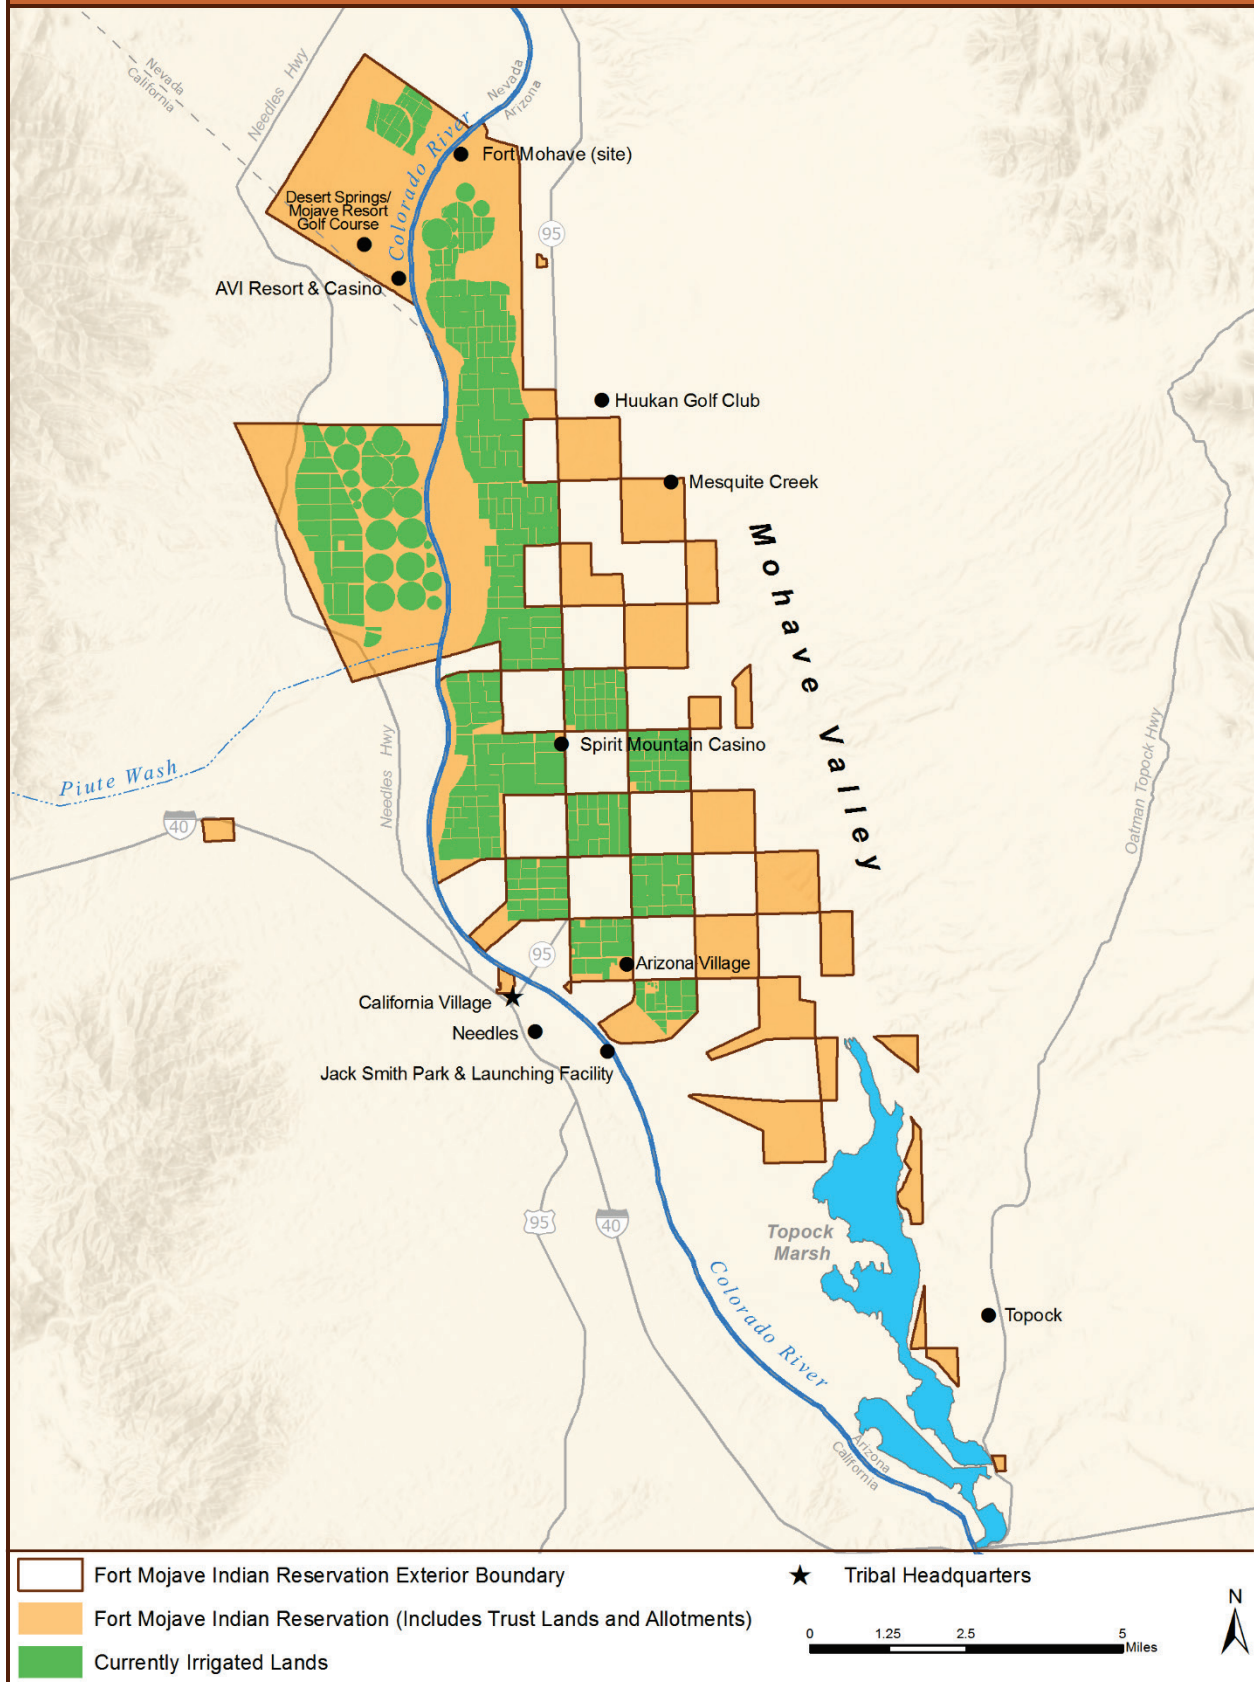 Nevada
California
Needles Hwy
Nevada
Arizona
Colorado River
Fort Mohave (site)
Desert Springs/
Mojave Resort
Golf Course
95
AVI Resort & Casino
Huukan Golf Club
Mesquite Creek
Mohave Valley
Spirit Mountain Casino
Piute Wash
Needles Hwy
Oatman Topock Hwy
40
95
Arizona Village
California Village
Needles
Jack Smith Park & Launching Facility
95
40
Topock
Marsh
Colorado River
Topock
Arizona
California
Fort Mojave Indian Reservation Exterior Boundary
Tribal Headquarters
Fort Mojave Indian Reservation (Includes Trust Lands and Allotments)
Currently Irrigated Lands
0 1.25 2.5 5
Miles
N